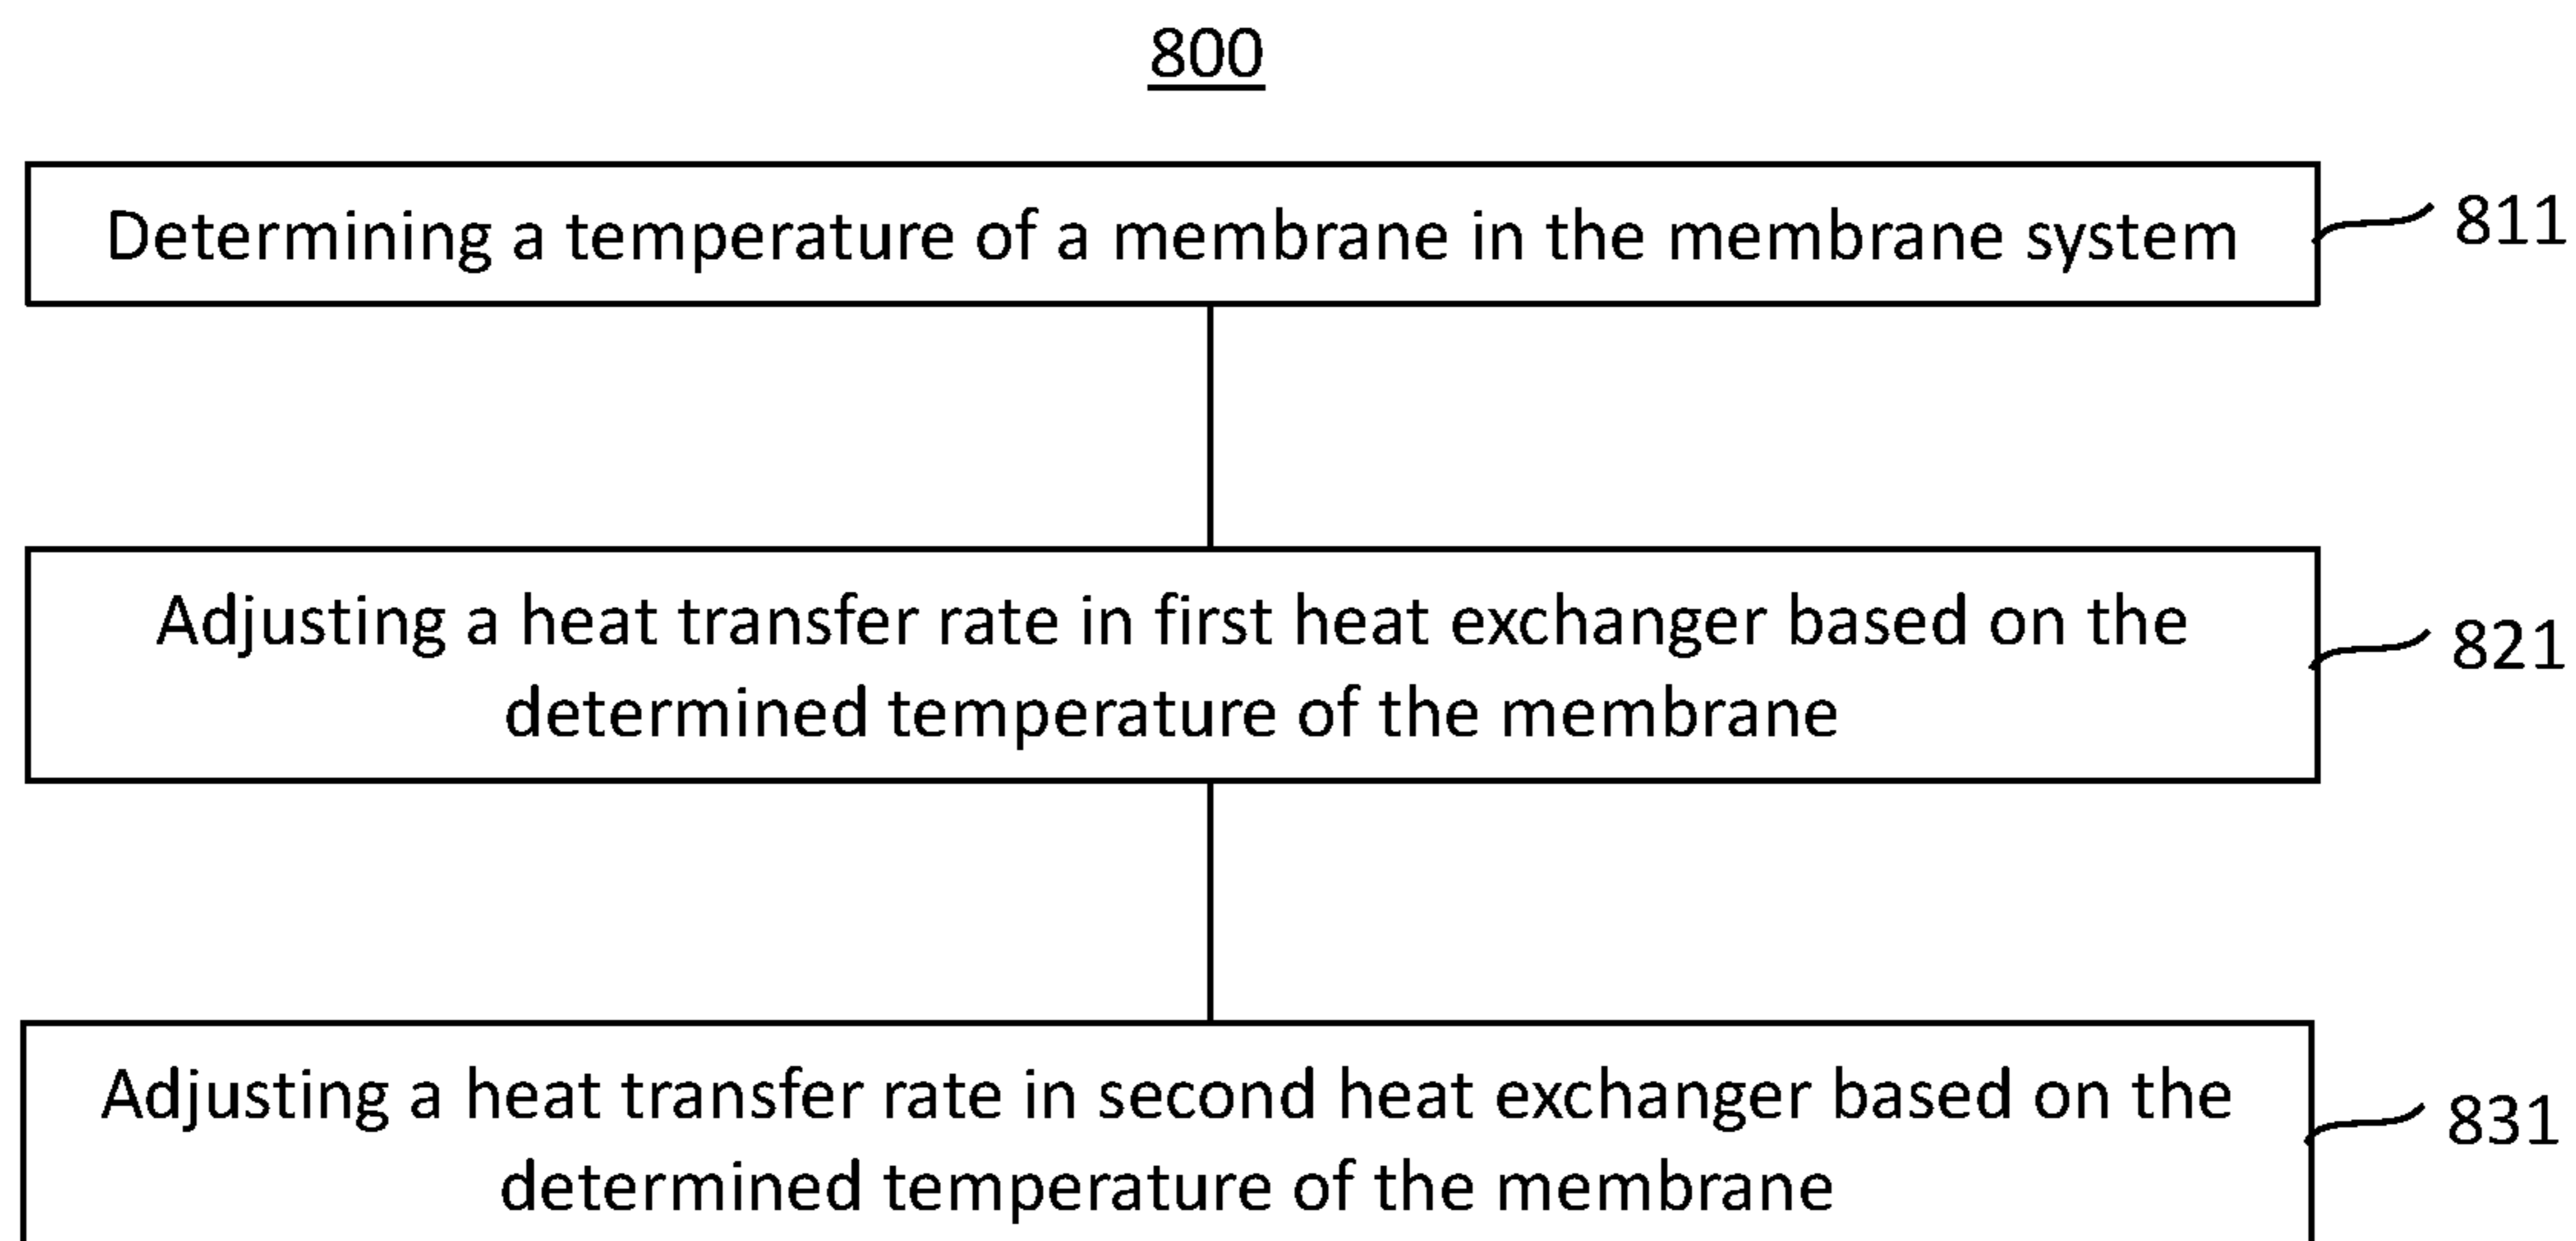 800
Determining a temperature of a membrane in the membrane system
811
Adjusting a heat transfer rate in first heat exchanger based on the
determined temperature of the membrane
821
Adjusting a heat transfer rate in second heat exchanger based on the
determined temperature of the membrane
831